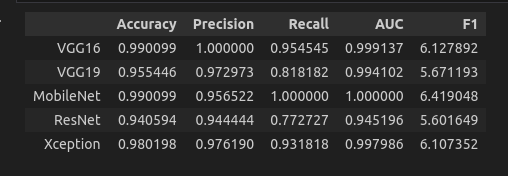 Accuracy Precision Recall AUC F1
VGG16 0.990099 1.000000 0.954545 0.999137 6.127892
VGG19 0.955446 0.972973 0.818182 0.994102 5.671193
MobileNet 0.990099 0.956522 1.000000 1.000000 6.419048
ResNet 0.940594 0.944444 0.772727 0.945196 5.601649
Xception 0.980198 0.976190 0.931818 0.997986 6.107352